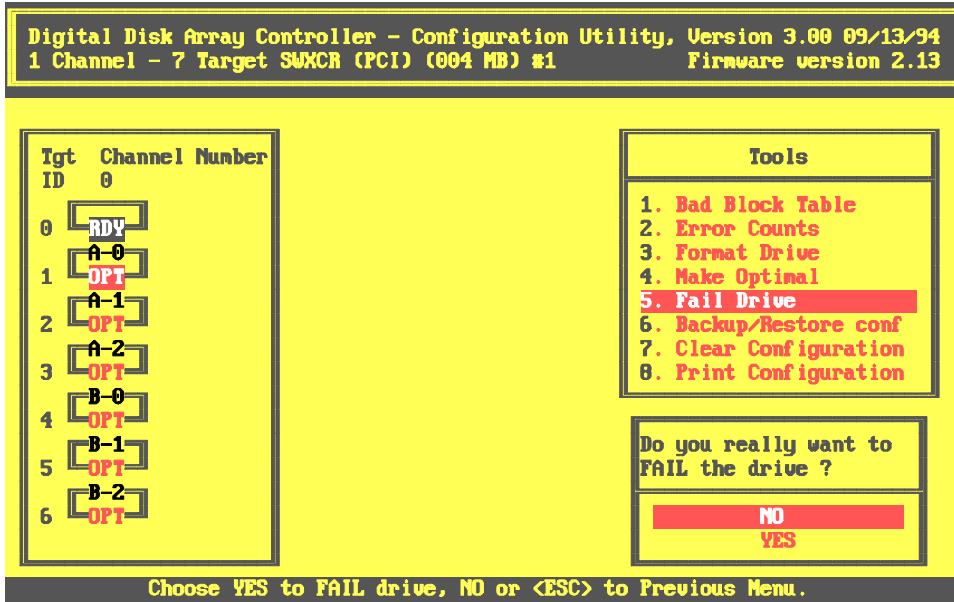 Digital Disk Array Controller - Configuration Utility, Version 3.00 09/13/94
1 Channel - 7 Target SWXCR (PCI) (004 MB) #1 Firmware version 2.13
Tgt Channel Number
ID 0
0 RDY
A-0
1 OPT
A-1
2 OPT
A-2
3 OPT
B-0
4 OPT
B-1
5 OPT
B-2
6 OPT
Tools
1. Bad Block Table
2. Error Counts
3. Format Drive
4. Make Optimal
5. Fail Drive
6. Backup/Restore conf
7. Clear Configuration
8. Print Configuration
Do you really want to
FAIL the drive ?
NO
YES
Choose YES to FAIL drive, NO or <ESC> to Previous Menu.